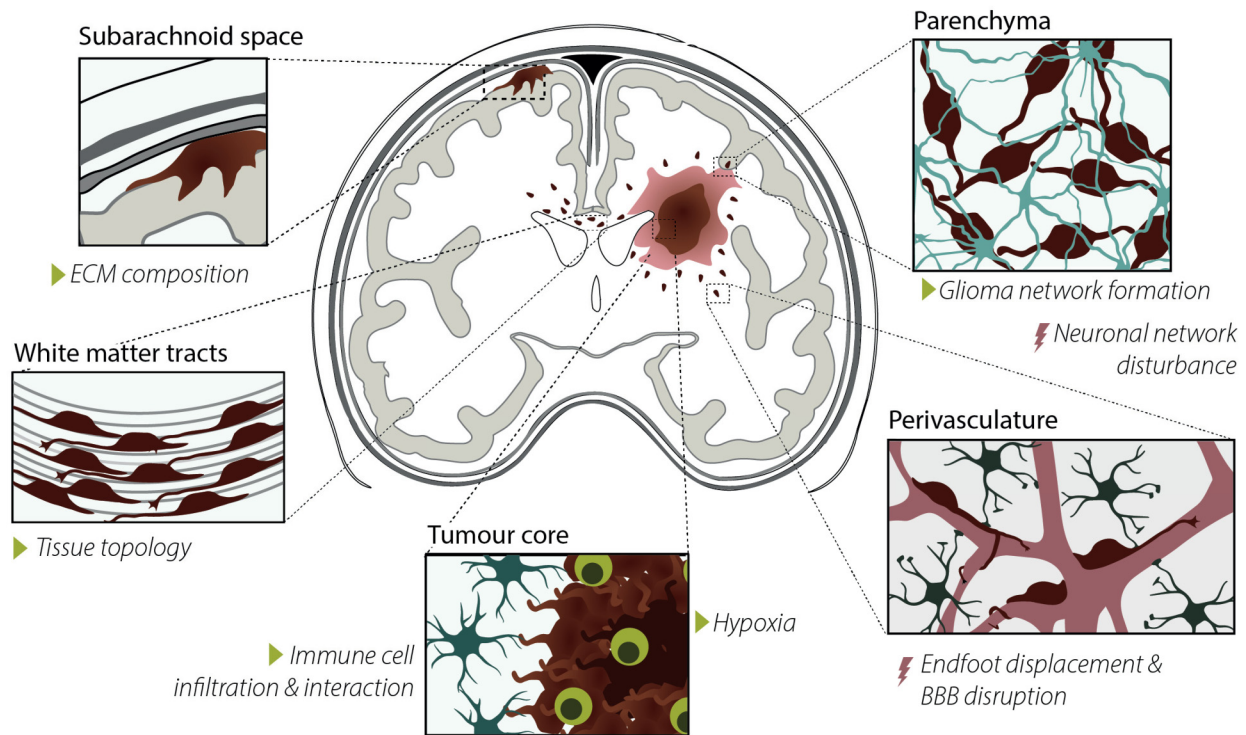 Subarachnoid space
ECM composition
White matter tracts
Tissue topology
Tumour core
Immune cell
infiltration & interaction
Hypoxia
Parenchyma
Glioma network formation
Neuronal network
disturbance
Perivasculature
Endfoot displacement &
BBB disruption